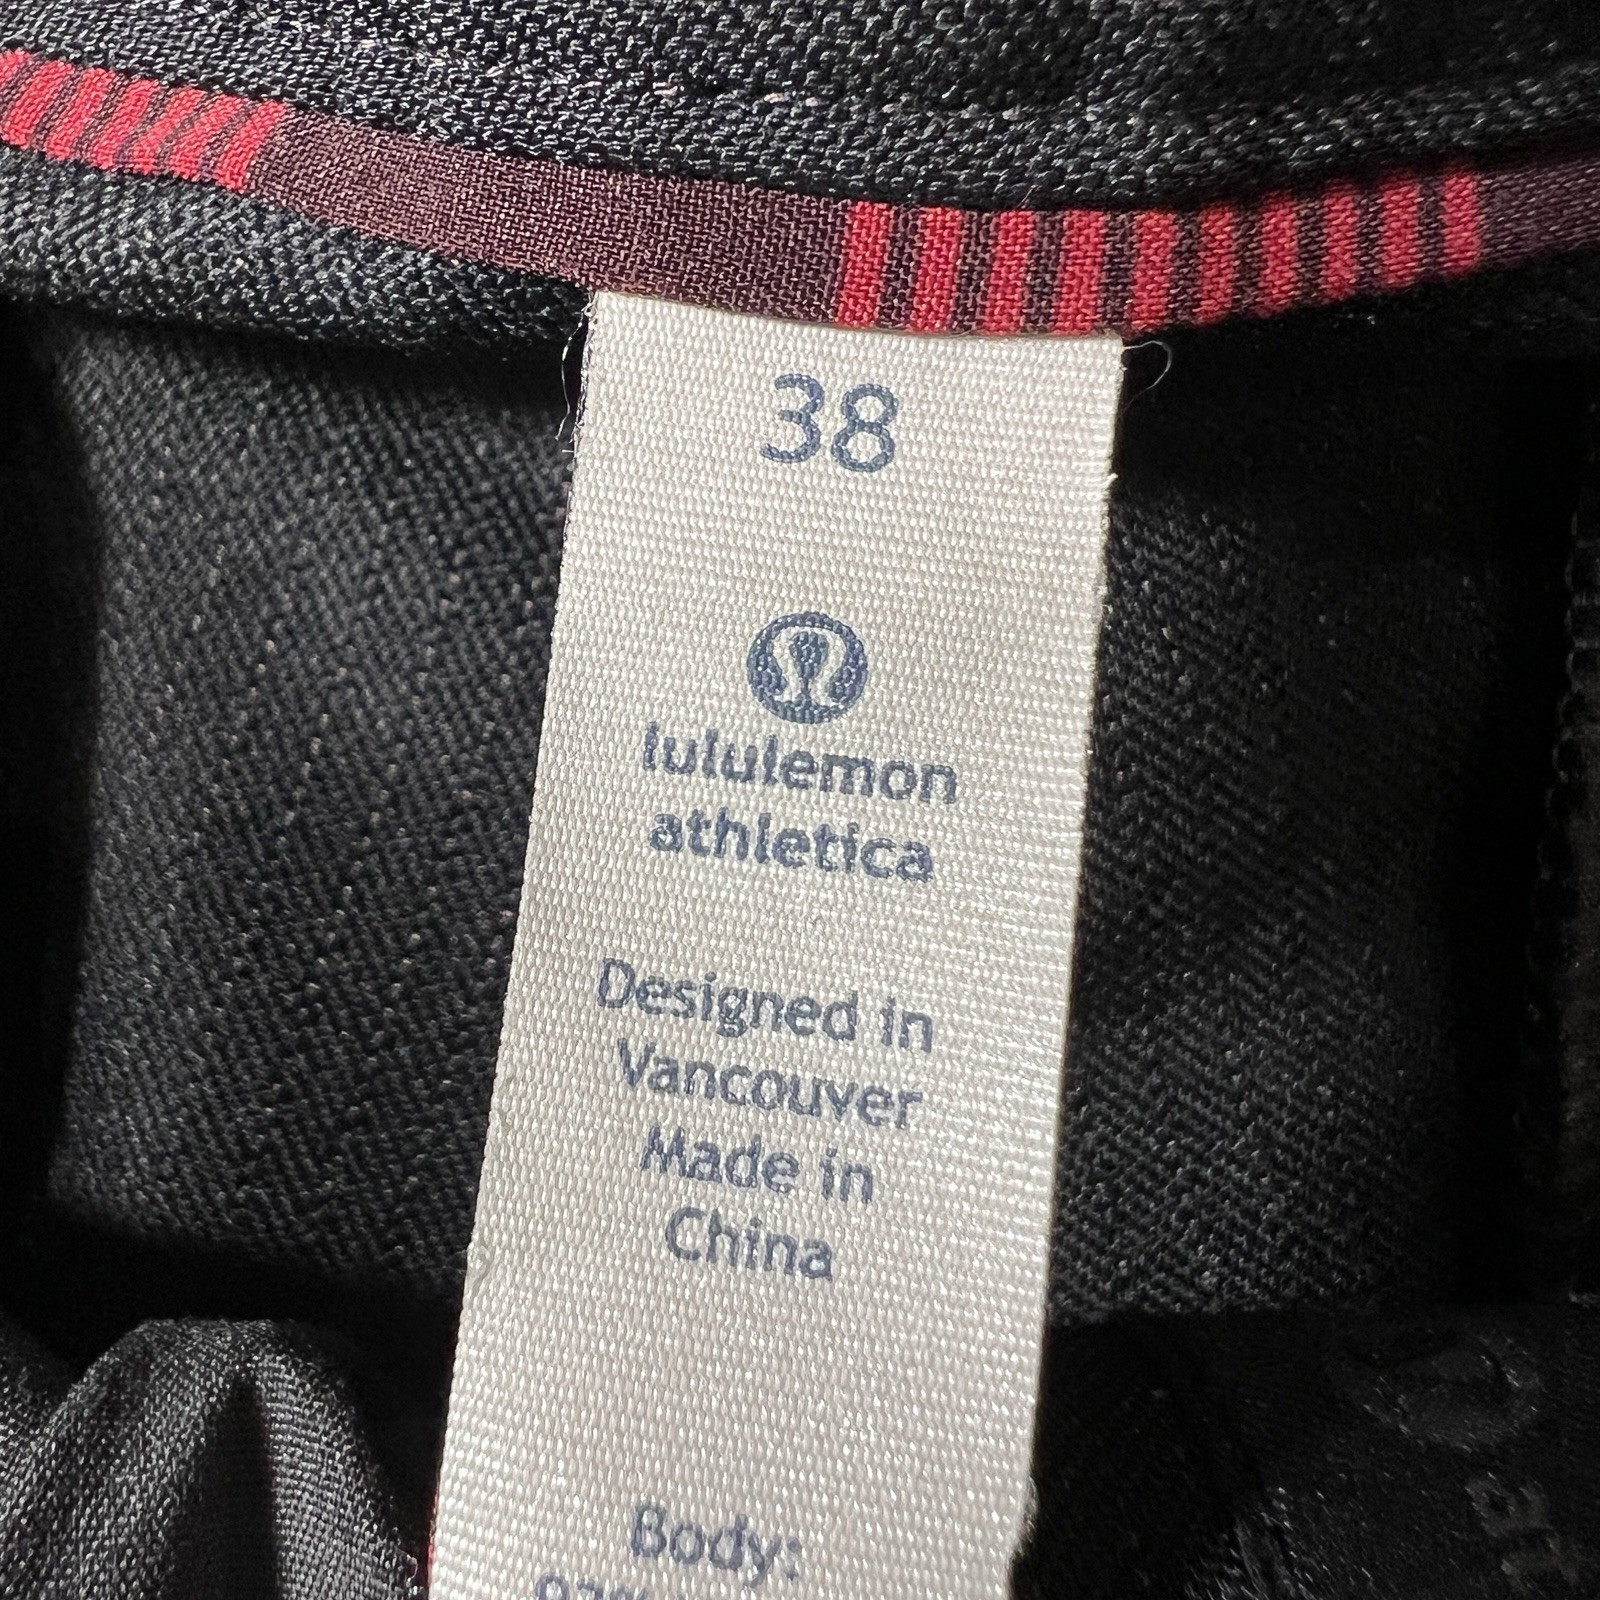 38
lululemon
athletica
Designed in
Vancouver
Made in
China
Body: